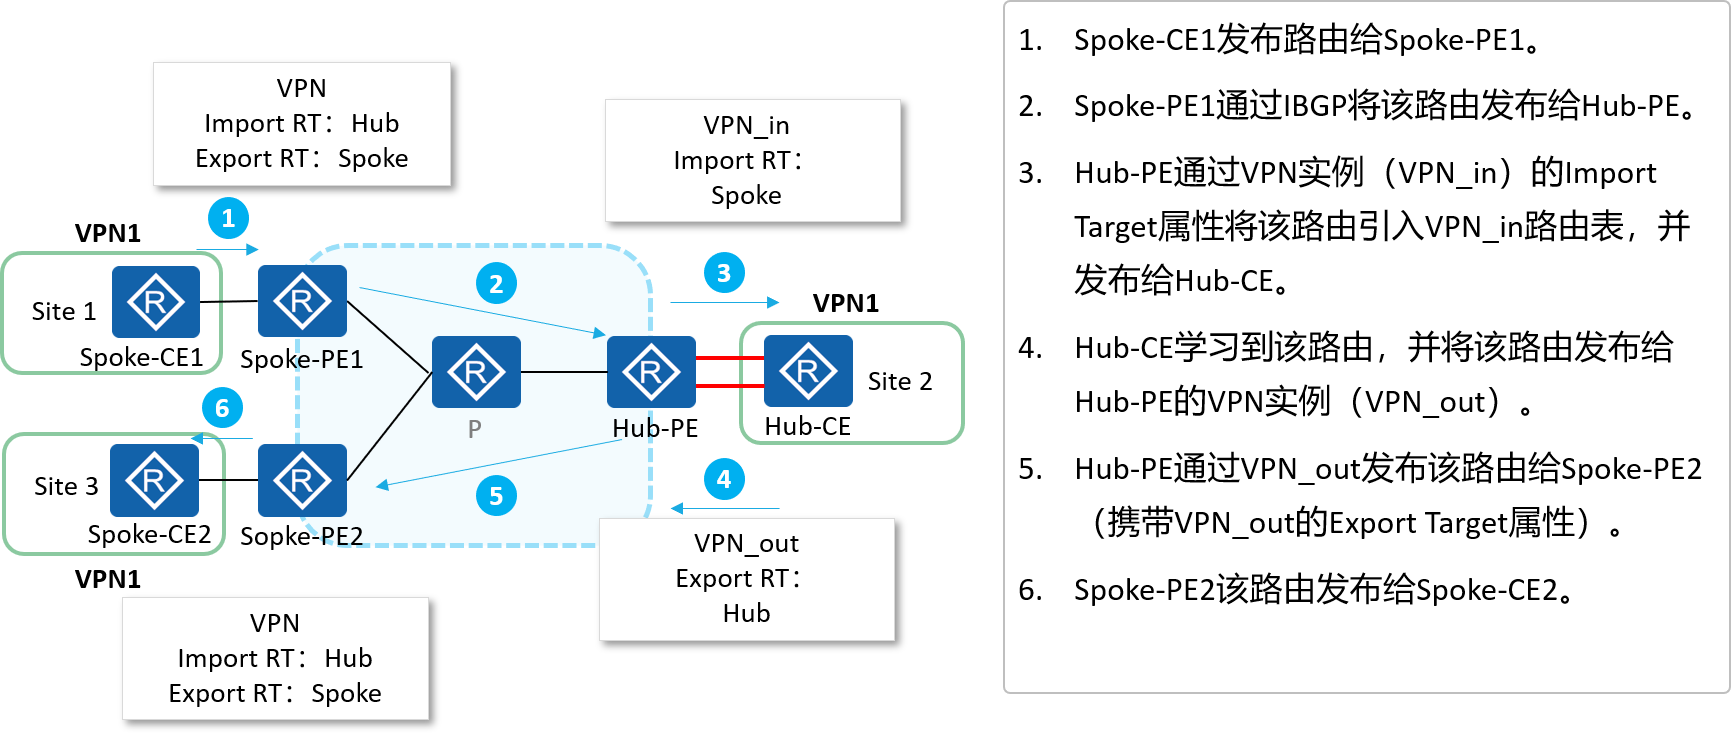 VPN
Import RT：Hub
Export RT：Spoke
VPN_in
Import RT：
Spoke
1
VPN1
2
3
R
Site 1
Spoke-CE1
R
Spoke-PE1
VPN1
R
P
R
Hub-PE
R
Hub-CE
Site 2
6
5
4
Site 3
R
Spoke-CE2
R
Sopke-PE2
VPN1
VPN_out
Export RT：
Hub
VPN
Import RT：Hub
Export RT：Spoke
1. Spoke-CE1发布路由给Spoke-PE1。
2. Spoke-PE1通过IBGP将该路由发布给Hub-PE。
3. Hub-PE通过VPN实例（VPN_in）的Import
Target属性将该路由引入VPN_in路由表，并
发布给Hub-CE。
4. Hub-CE学习到该路由，并将该路由发布给
Hub-PE的VPN实例（VPN_out）。
5. Hub-PE通过VPN_out发布该路由给Spoke-PE2
（携带VPN_out的Export Target属性）。
6. Spoke-PE2该路由发布给Spoke-CE2。